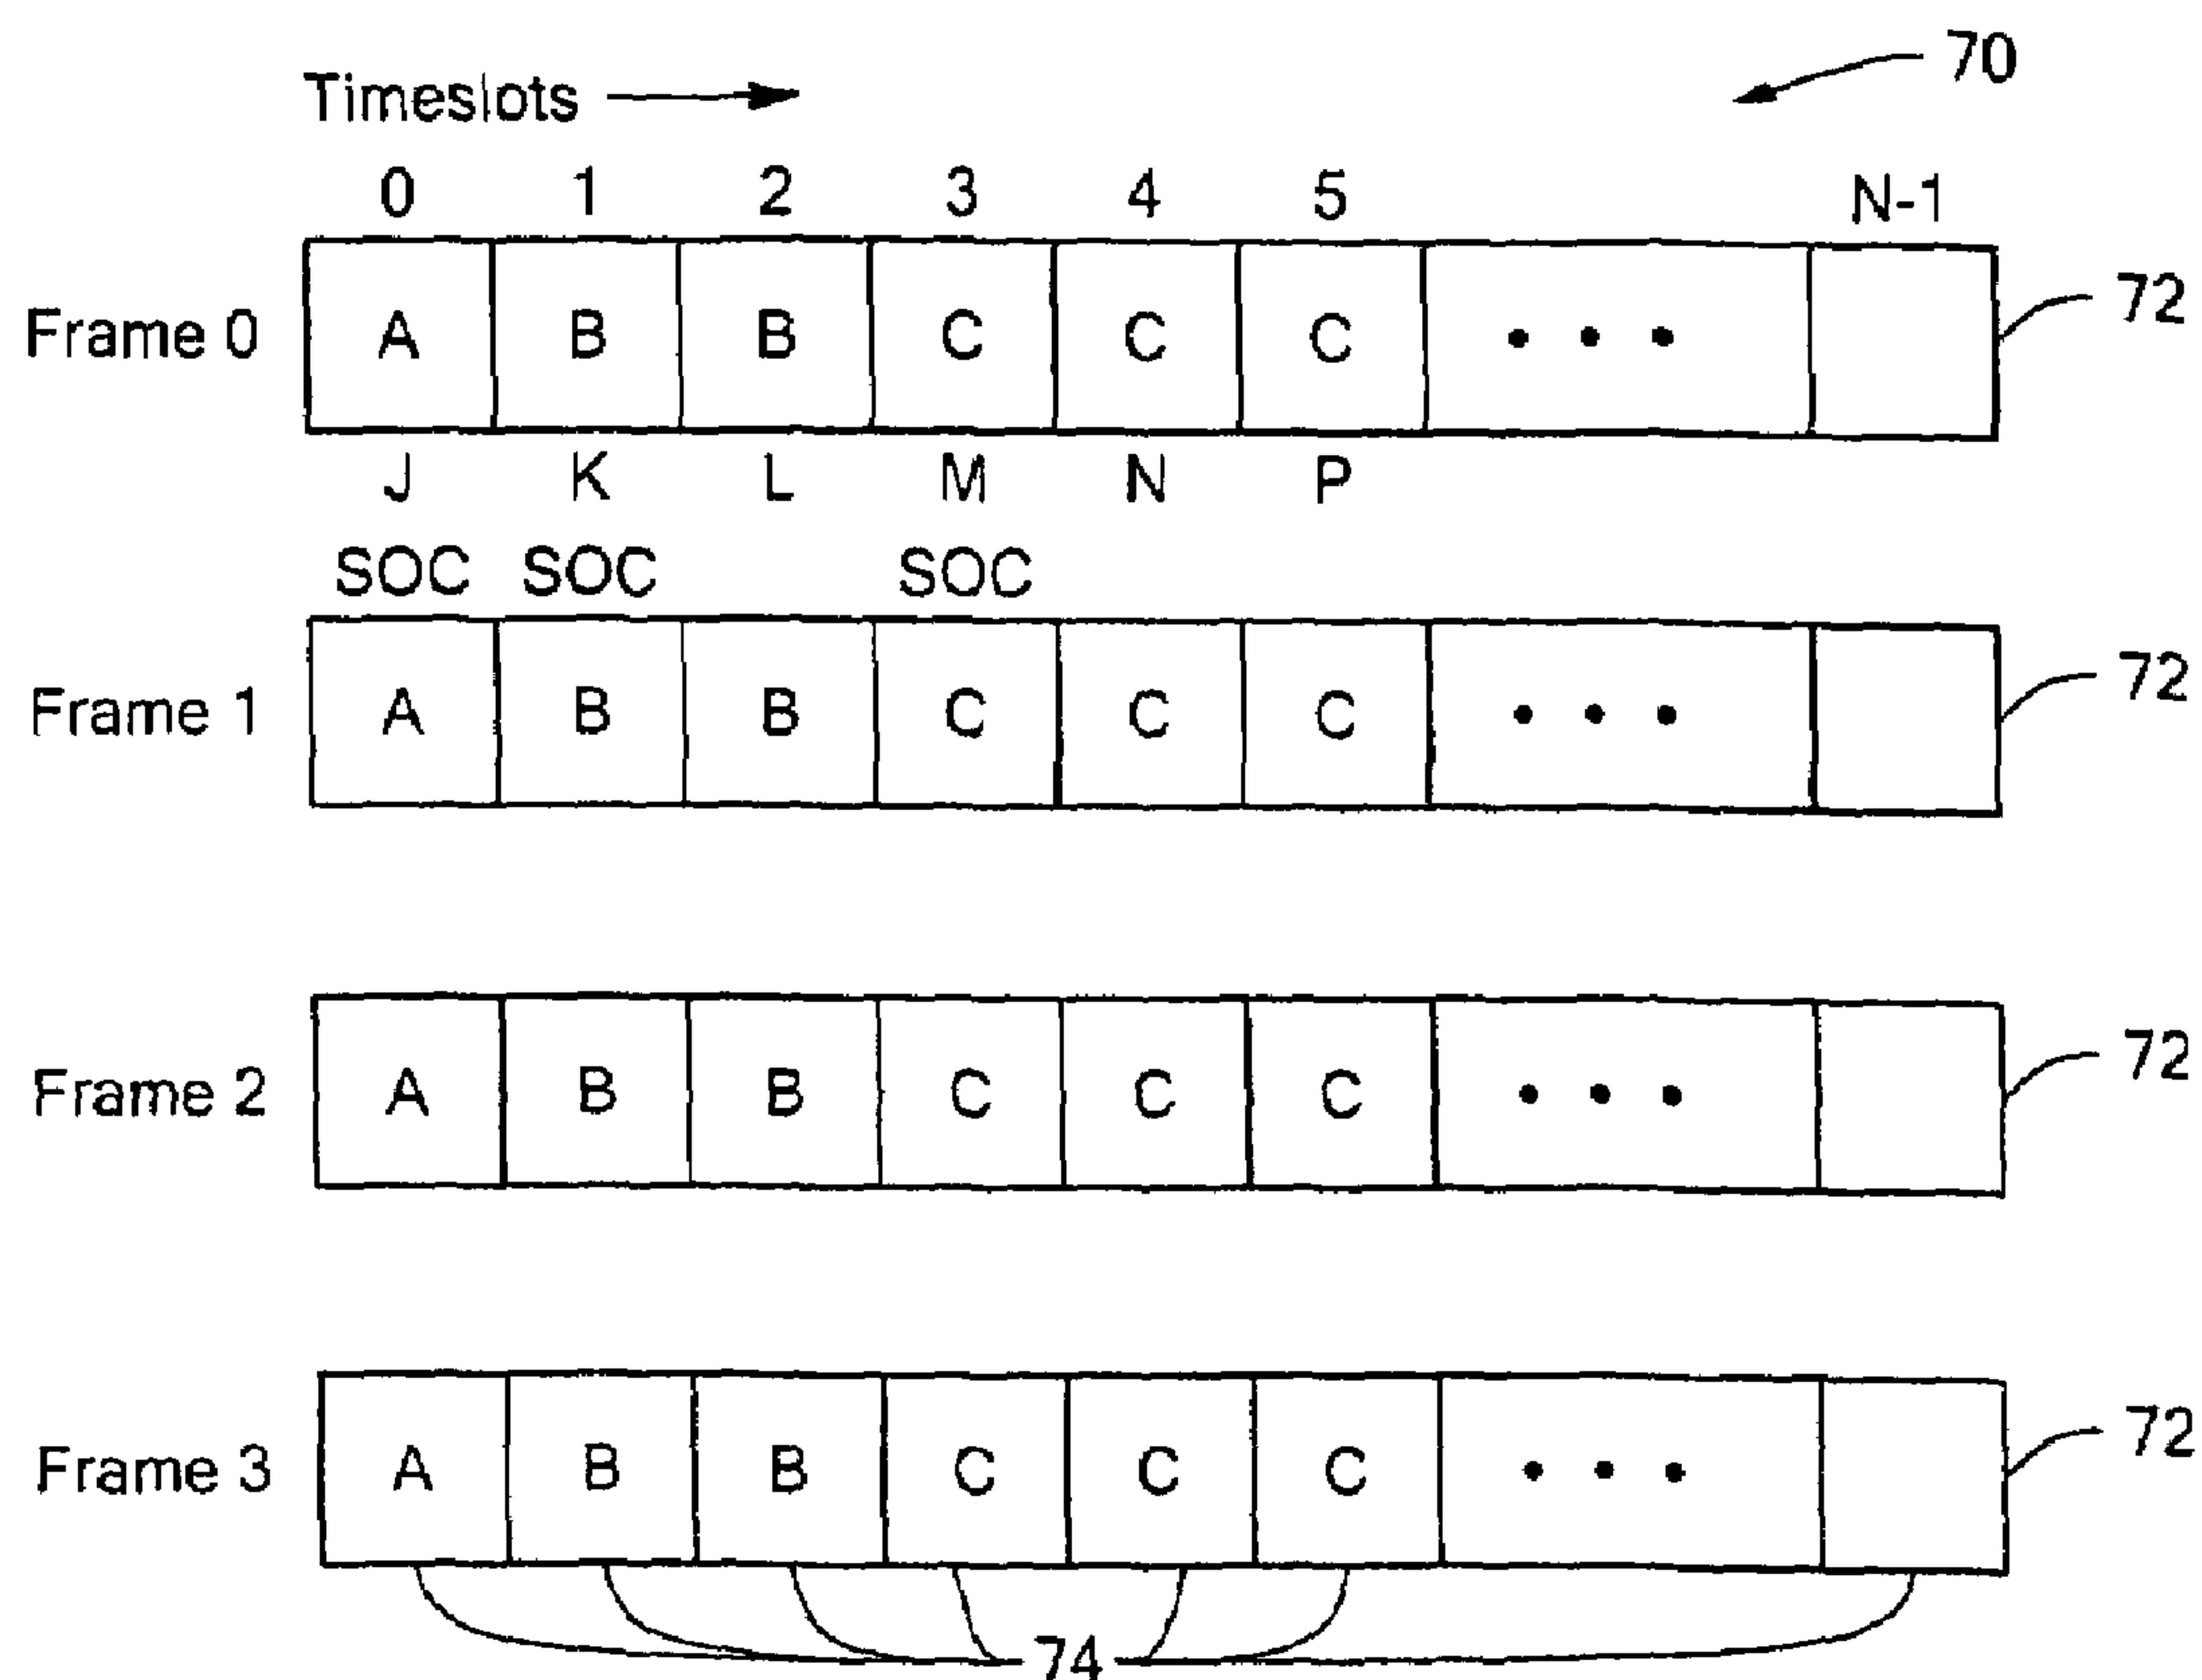 70
Timeslots
0 1 2 3 4 5 N-1
Frame 0 A B B C C C • • • 72
J K L M N P
SOC SOC SOC
Frame 1 A B B C C C • • • 72
Frame 2 A B B C C C • • • 72
Frame 3 A B B C C C • • • 72
74